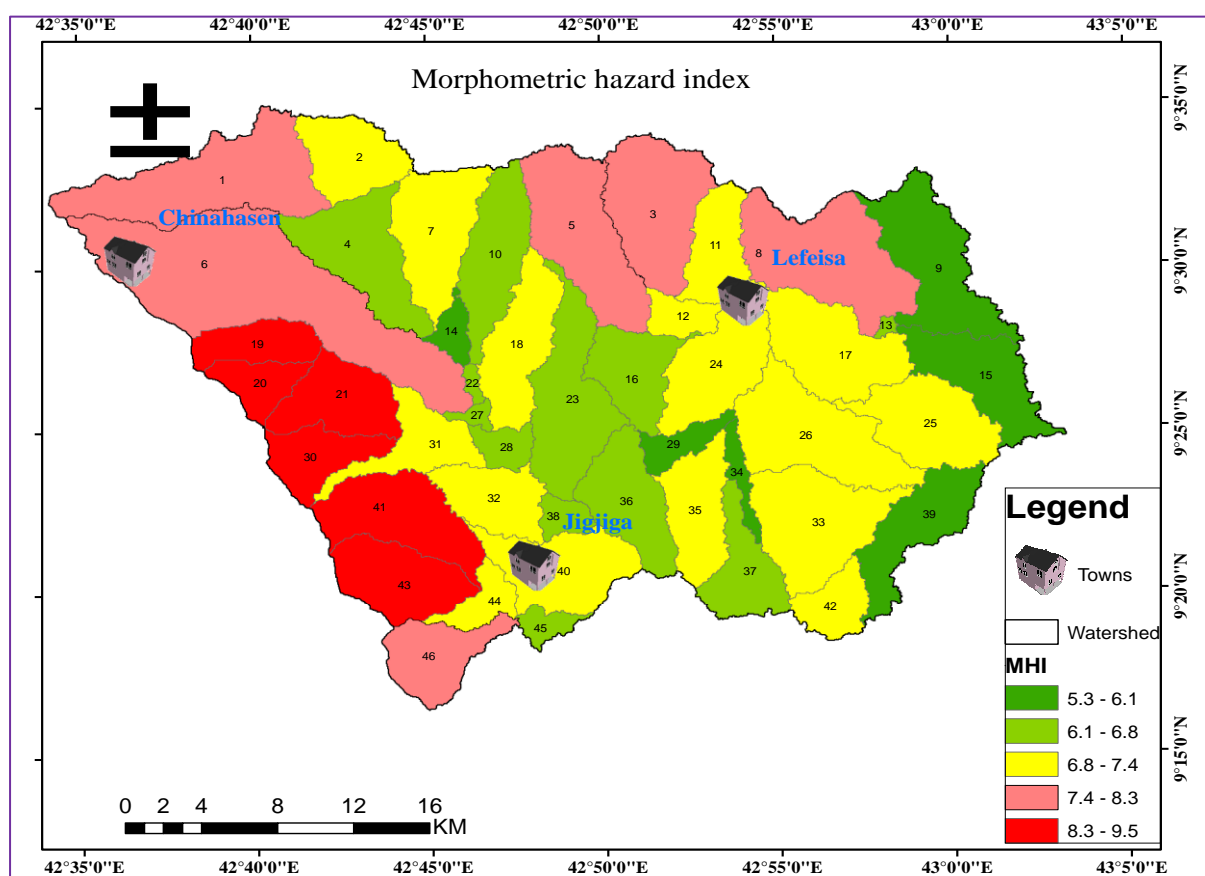 42°35'0"E 42°40'0"E 42°45'0"E 42°50'0"E 42°55'0"E 43°0'0"E 43°5'0"E
Morphometric hazard index
9°35'0"N
2
1
Chinahasen
3
5
4
7
11
10
8
Lefeisa
6
9
9°30'0"N
12
13
14
19
18
17
24
15
16
20
22
21
23
27
25
9°25'0"N
31
28
29
26
30
34
32
36
41
35
38
Jigjiga
33
39
40
37
43
44
42
9°20'0"N
45
46
9°15'0"N
Legend
Towns
Watershed
MHI
5.3 - 6.1
6.1 - 6.8
6.8 - 7.4
7.4 - 8.3
8.3 - 9.5
0 2 4 8 12 16
KM
42°35'0"E 42°40'0"E 42°45'0"E 42°50'0"E 42°55'0"E 43°0'0"E 43°5'0"E